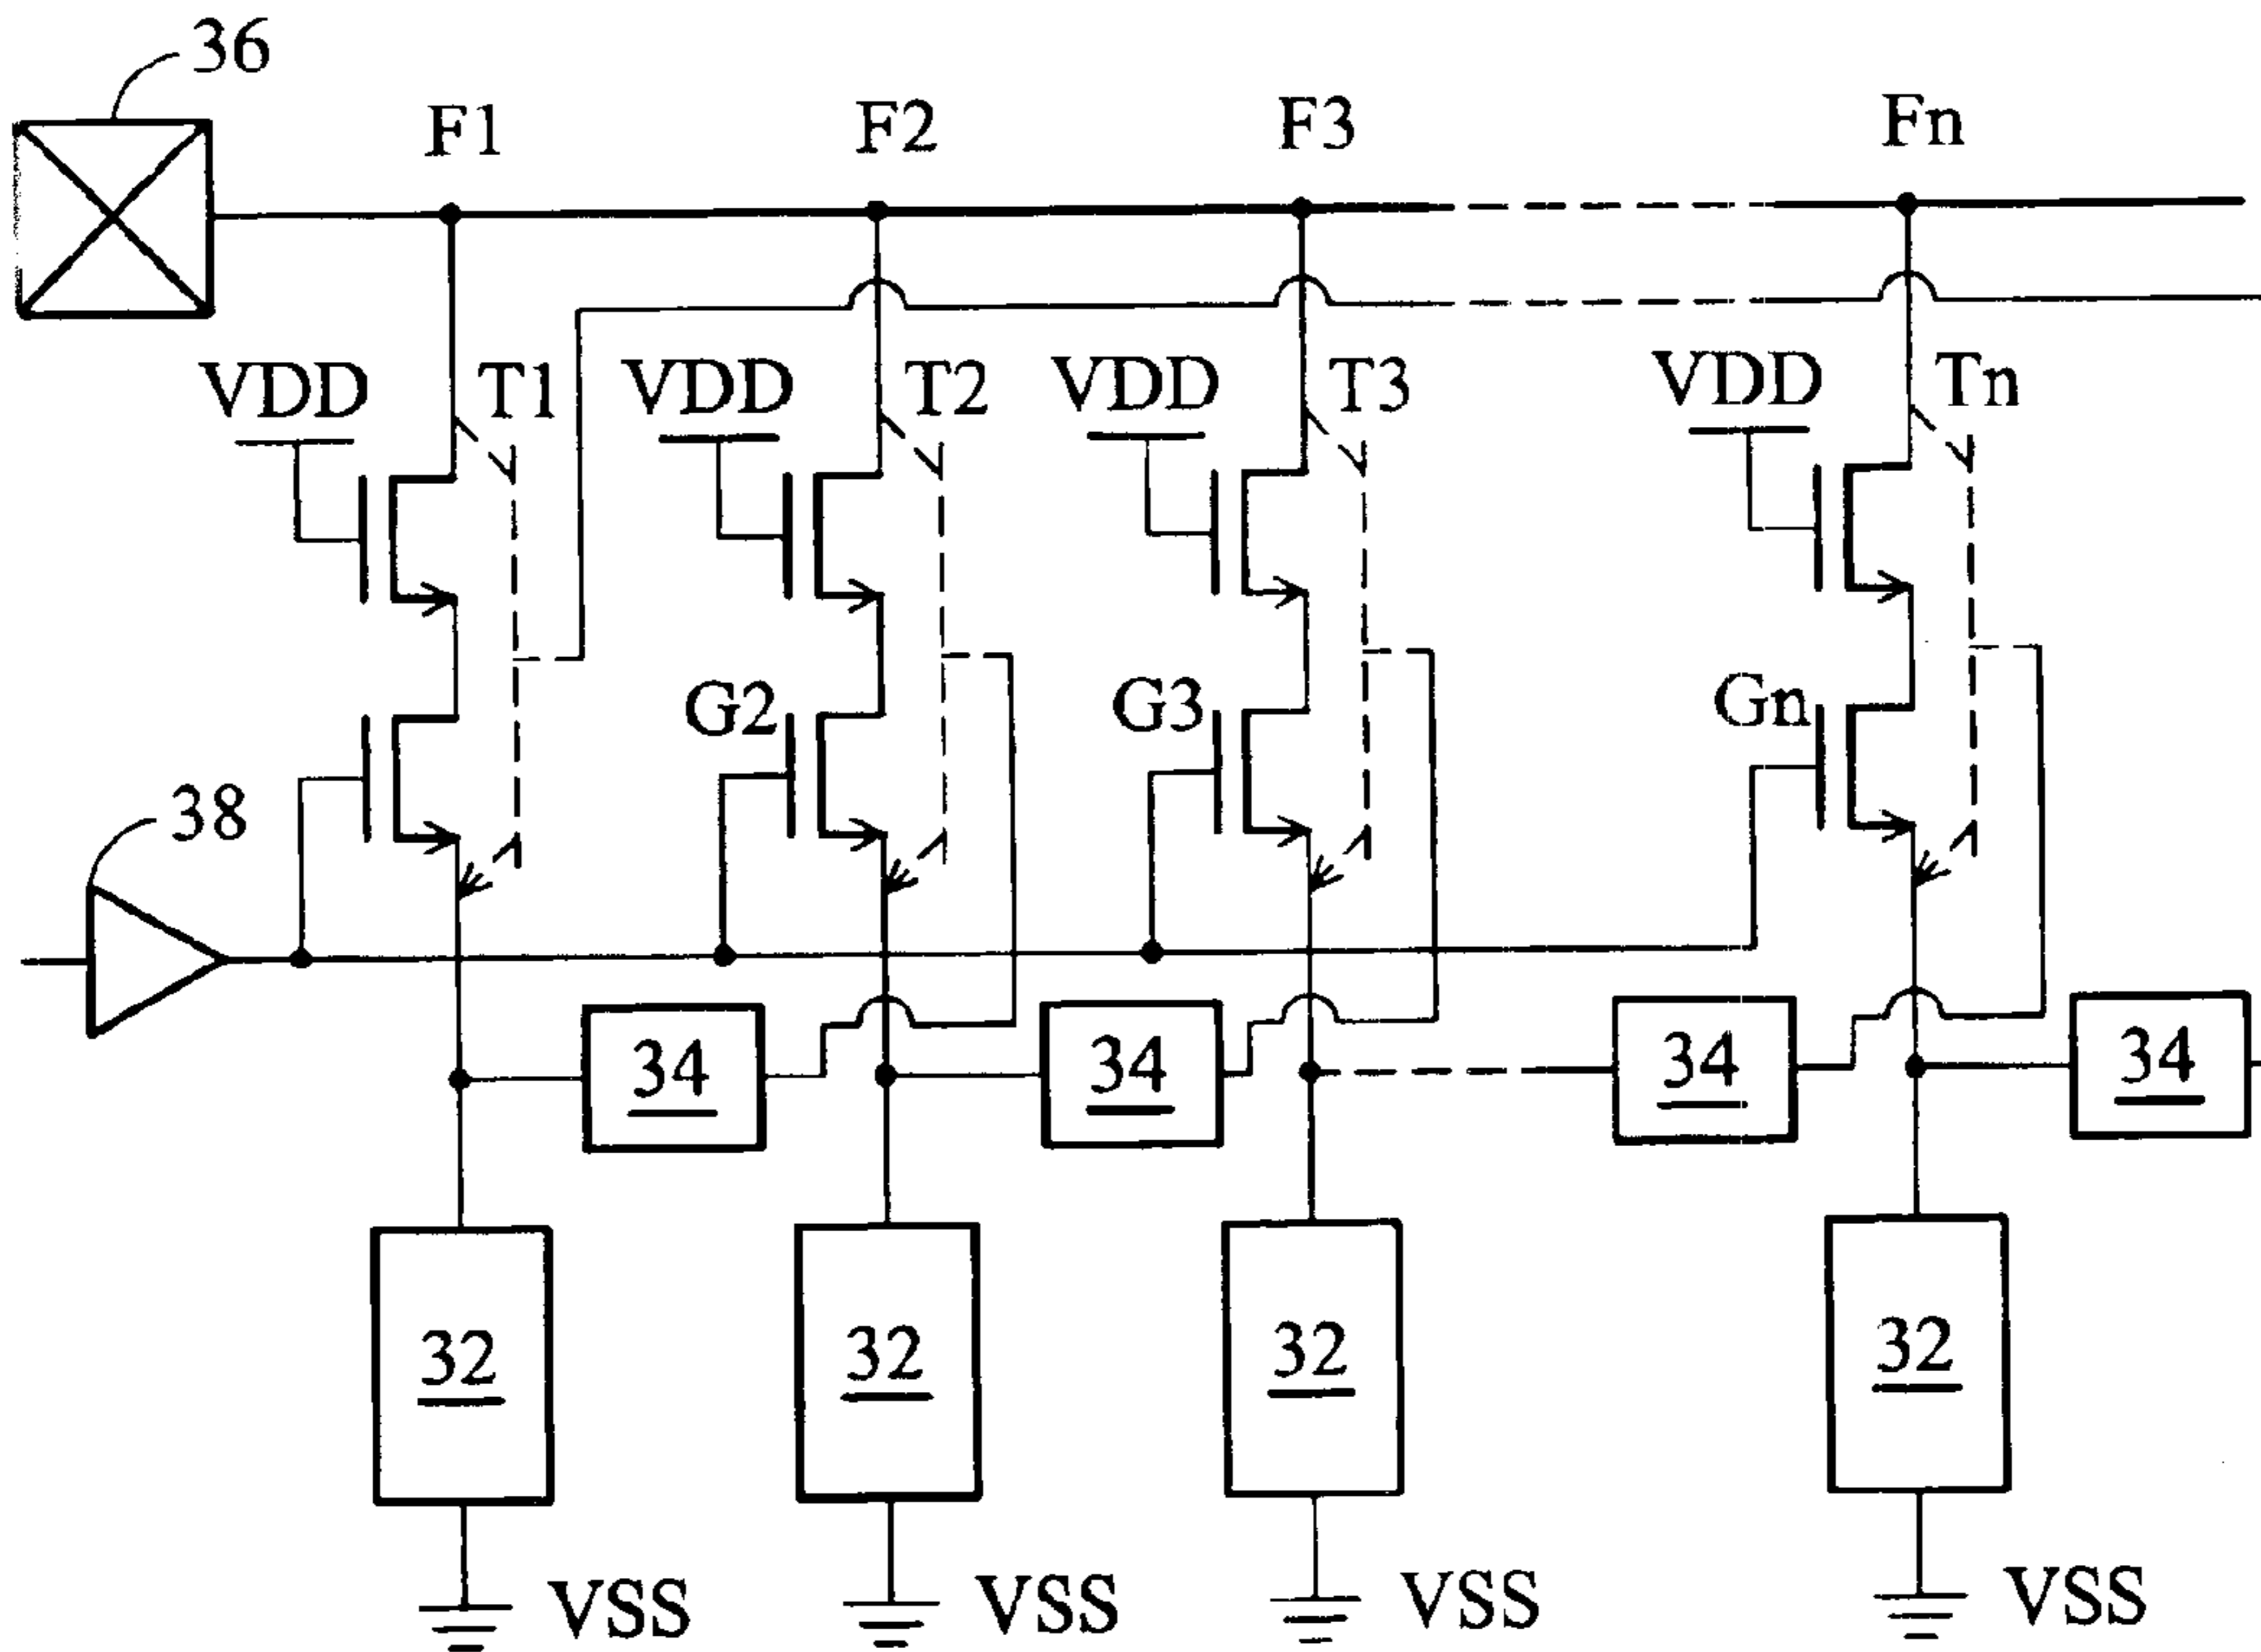 36
F1 F2 F3 Fn
VDD T1 VDD T2 VDD T3 VDD Tn
G2 G3 Gn
38
34 34 34 34
32 32 32 32
VSS VSS VSS VSS